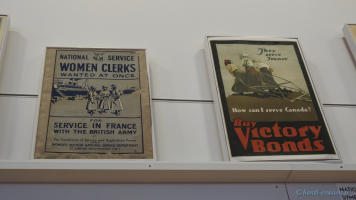 NATIONAL SERVICE
WOMEN CLERKS
WANTED AT ONCE
FOR
SERVICE IN FRANCE
WITH THE BRITISH ARMY
They
serve France
How can I serve Canada?
Buy
Victory
Bonds